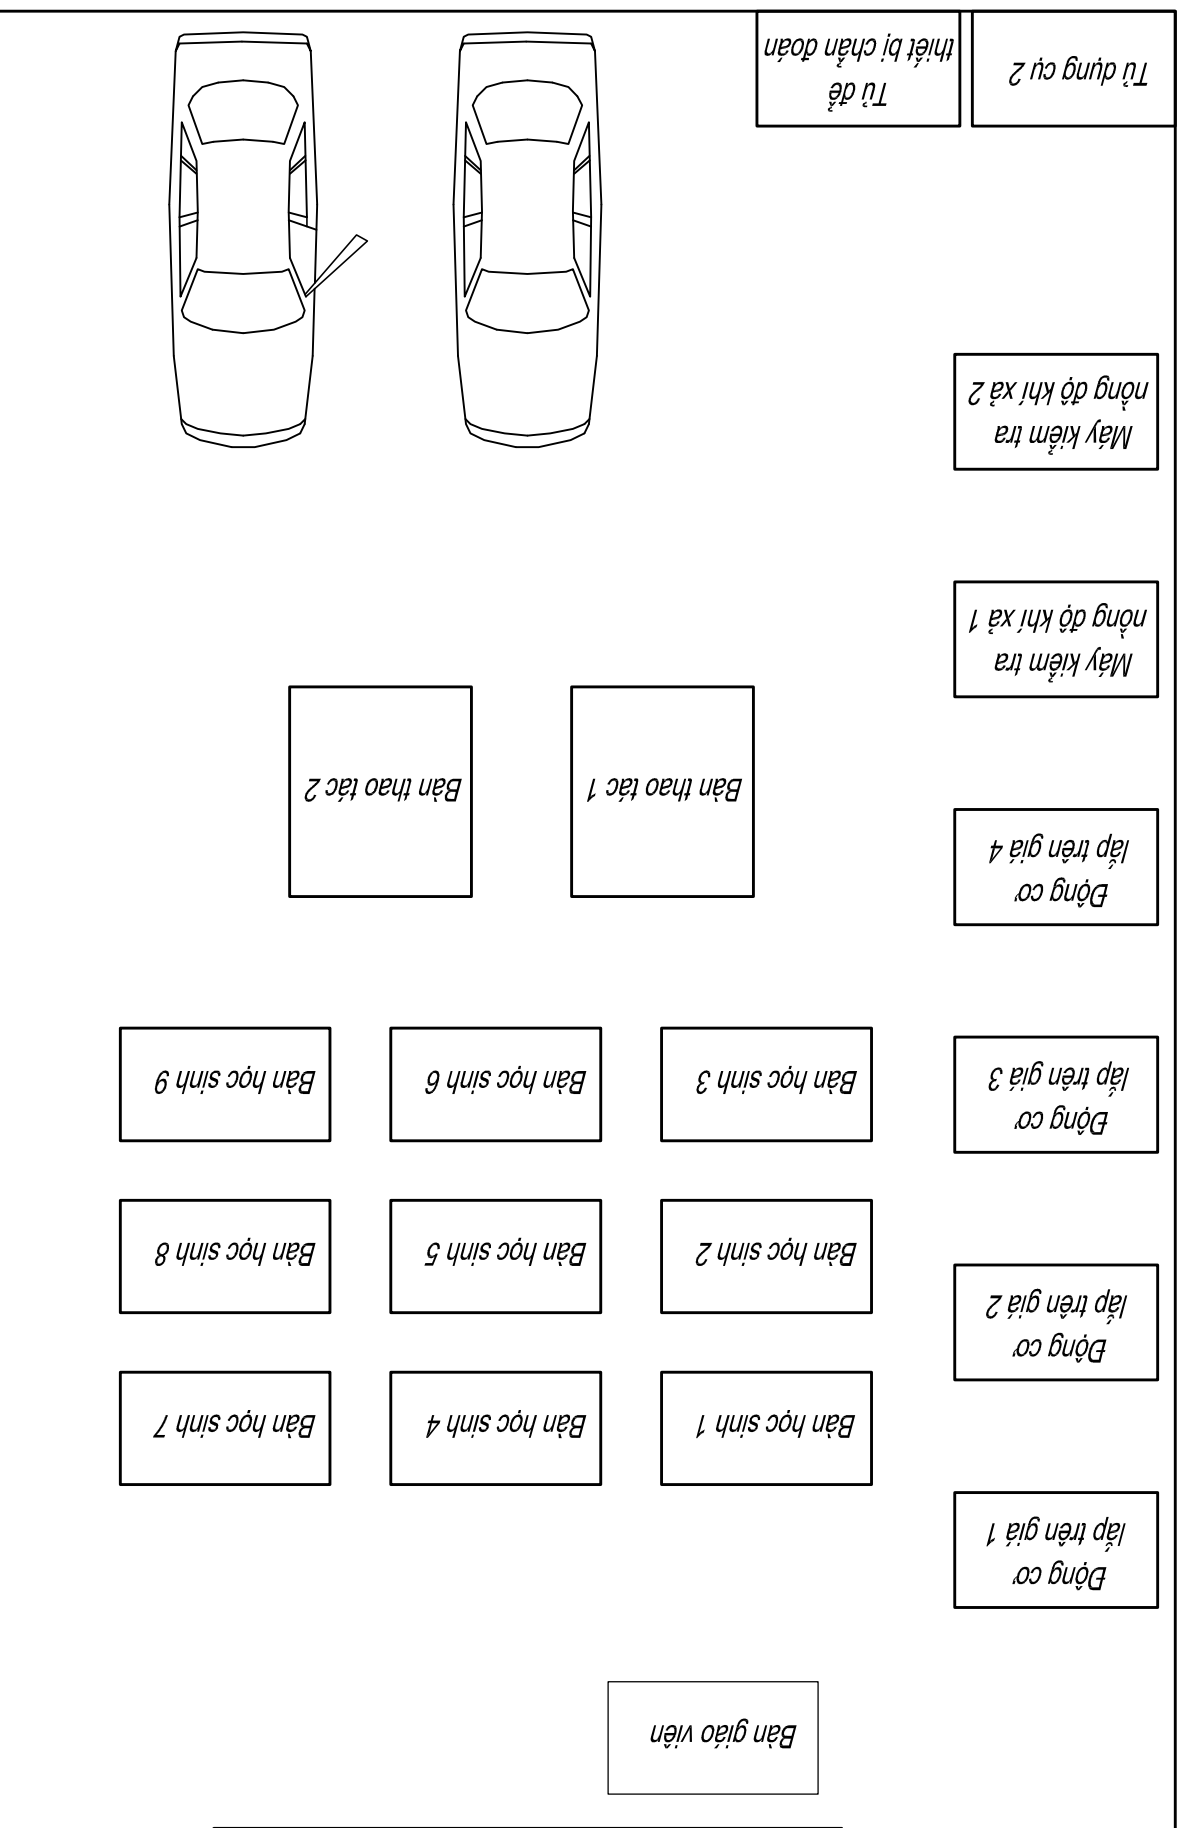 Bàn giáo viên
Động cơ
lắp trên giá 1
Bàn học sinh 1
Bàn học sinh 4
Bàn học sinh 7
Động cơ
lắp trên giá 2
Bàn học sinh 2
Bàn học sinh 5
Bàn học sinh 8
Động cơ
lắp trên giá 3
Bàn học sinh 3
Bàn học sinh 6
Bàn học sinh 9
Động cơ
lắp trên giá 4
Bàn thao tác 1
Bàn thao tác 2
Máy kiểm tra
nồng độ khí xả 1
Máy kiểm tra
nồng độ khí xả 2
Tủ dụng cụ 2
Tủ để
thiết bị chẩn đoán